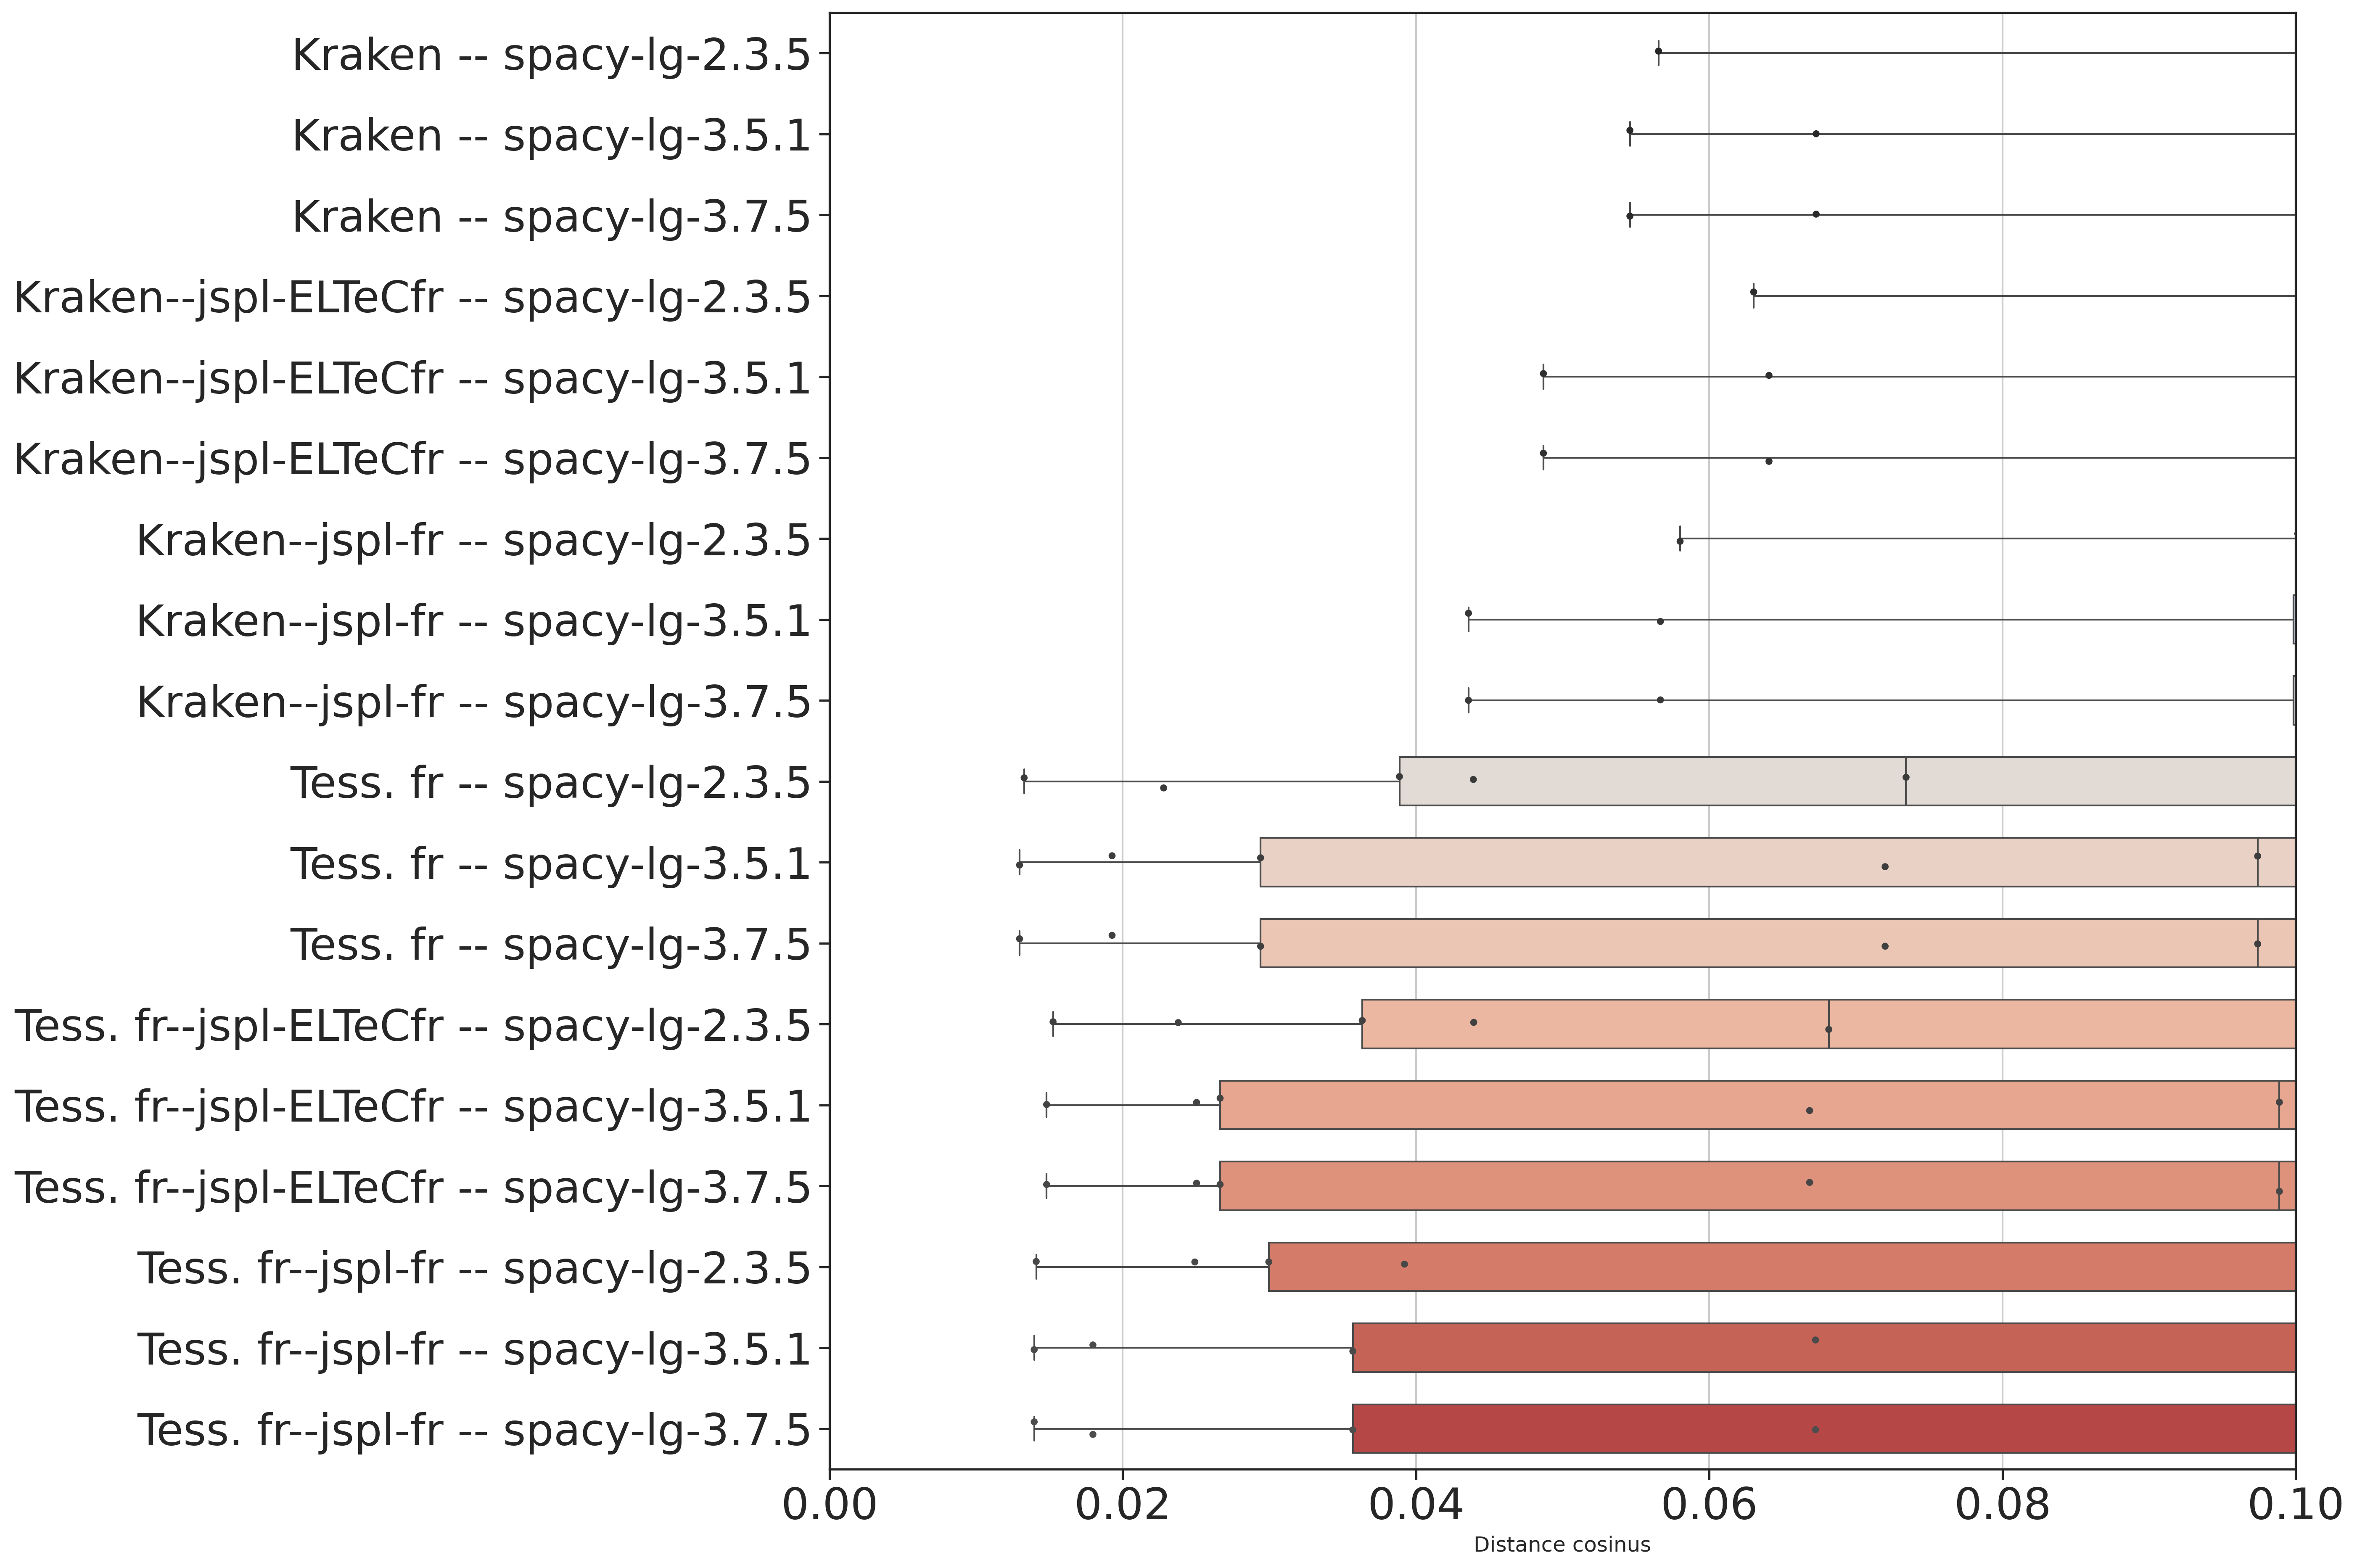 Kraken -- spacy-lg-2.3.5
Kraken -- spacy-lg-3.5.1
Kraken -- spacy-lg-3.7.5
Kraken--jspl-ELTeCfr -- spacy-lg-2.3.5
Kraken--jspl-ELTeCfr -- spacy-lg-3.5.1
Kraken--jspl-ELTeCfr -- spacy-lg-3.7.5
Kraken--jspl-fr -- spacy-lg-2.3.5
Kraken--jspl-fr -- spacy-lg-3.5.1
Kraken--jspl-fr -- spacy-lg-3.7.5
Tess. fr -- spacy-lg-2.3.5
Tess. fr -- spacy-lg-3.5.1
Tess. fr -- spacy-lg-3.7.5
Tess. fr--jspl-ELTeCfr -- spacy-lg-2.3.5
Tess. fr--jspl-ELTeCfr -- spacy-lg-3.5.1
Tess. fr--jspl-ELTeCfr -- spacy-lg-3.7.5
Tess. fr--jspl-fr -- spacy-lg-2.3.5
Tess. fr--jspl-fr -- spacy-lg-3.5.1
Tess. fr--jspl-fr -- spacy-lg-3.7.5
0.00 0.02 0.04 0.06 0.08 0.10
Distance cosinus